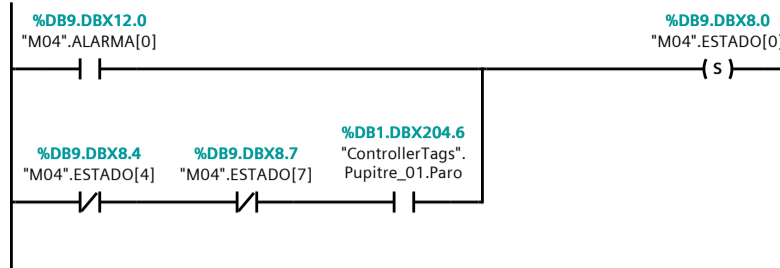 %DB9.DBX12.0
"M04".ALARMA[0]
%DB9.DBX8.0
"M04".ESTADO[0]
S
%DB9.DBX8.4
"M04".ESTADO[4]
%DB9.DBX8.7
"M04".ESTADO[7]
%DB1.DBX204.6
"ControllerTags".
Pupitre_01.Paro